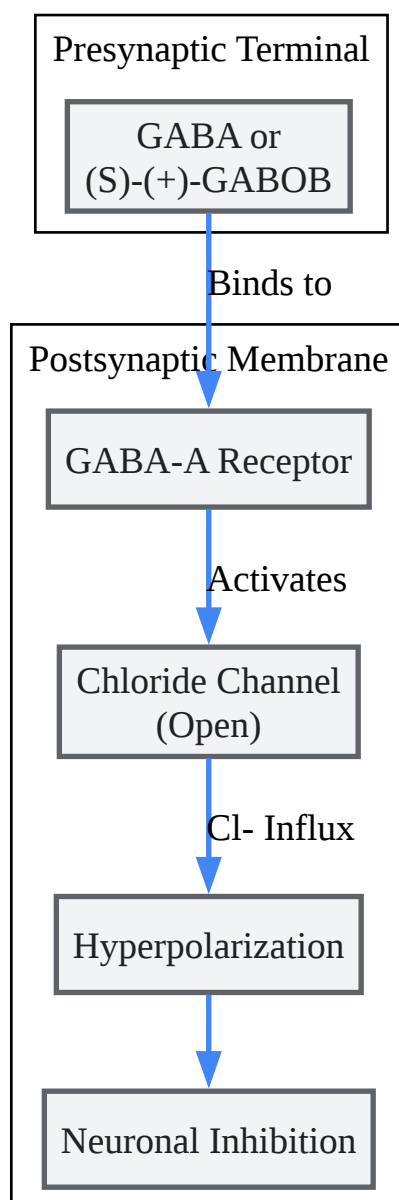 Presynaptic Terminal
GABA or
(S)-(+)-GABOB
Binds to
Postsynaptic Membrane
GABA-A Receptor
Activates
Chloride Channel
(Open)
Cl- Influx
Hyperpolarization
Neuronal Inhibition